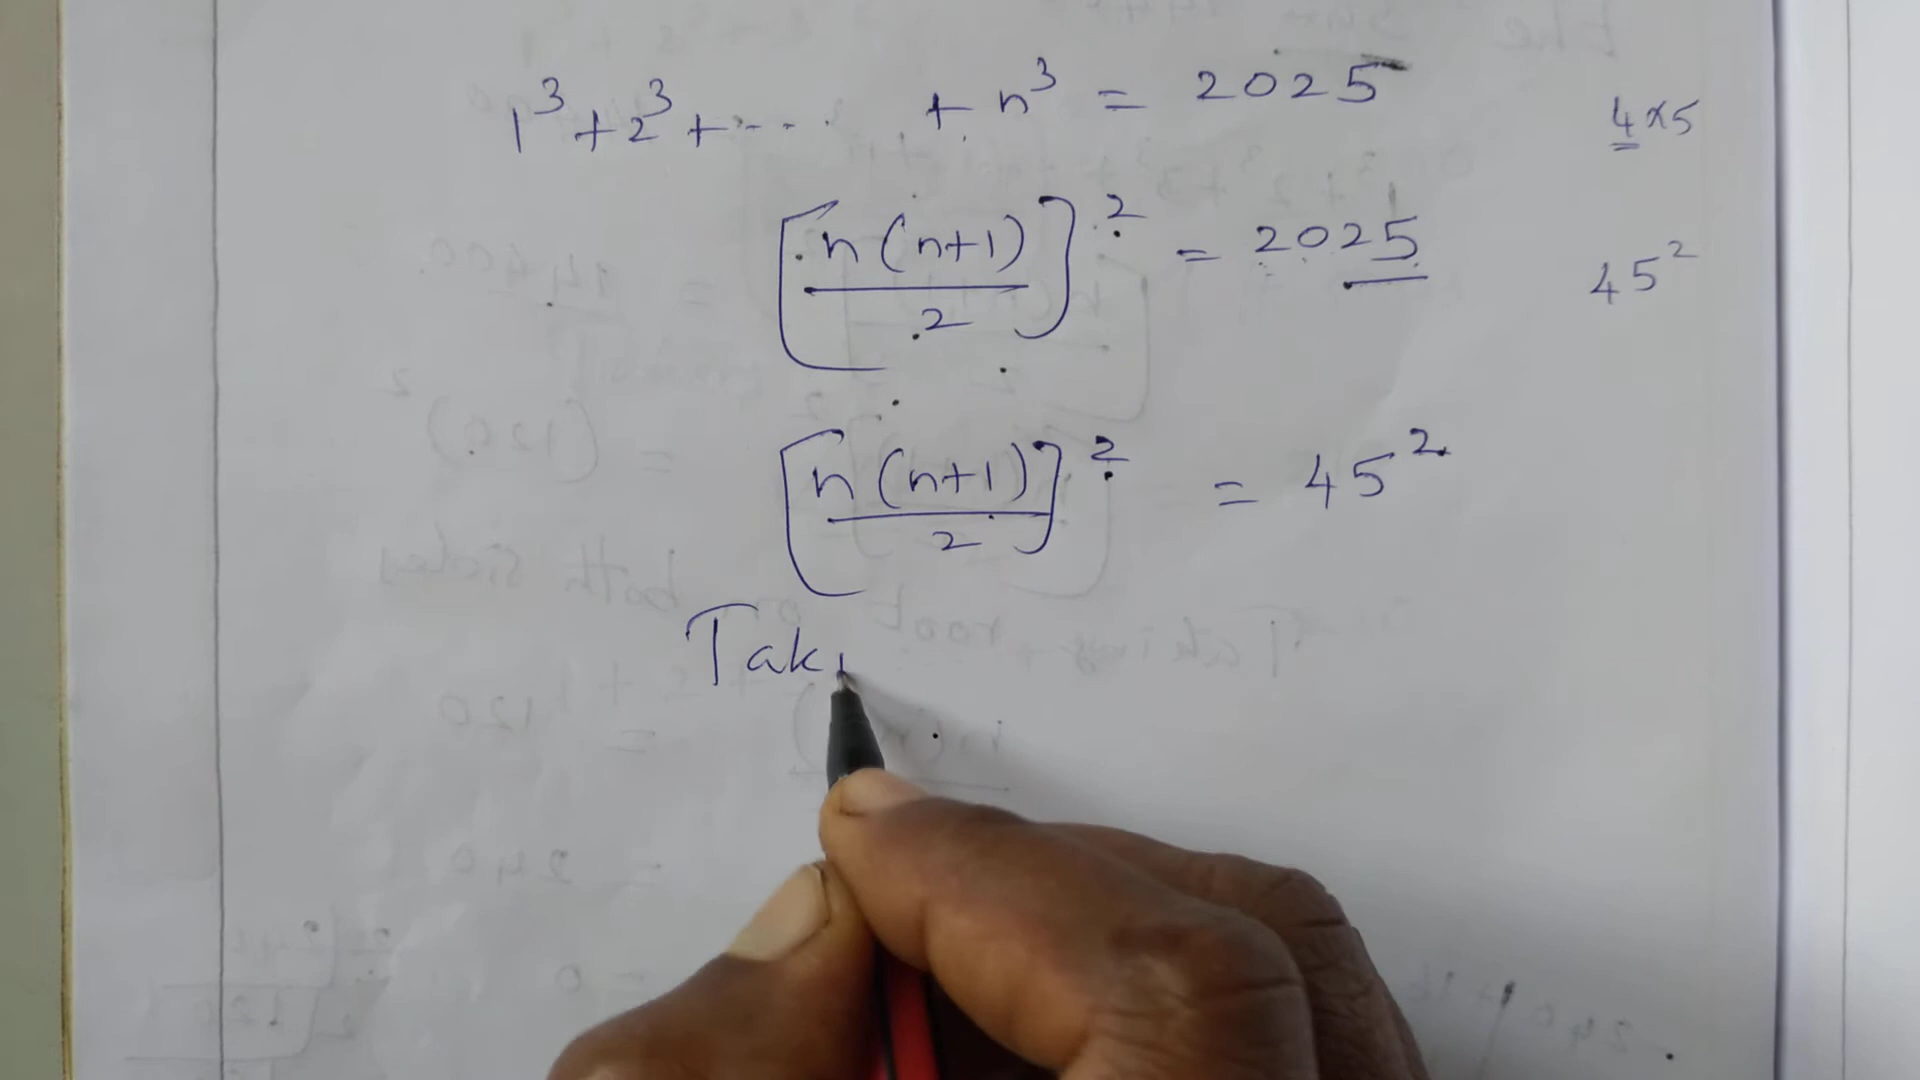 1³ + 2³ + ---- + n³ = 2025
4 × 5
[n(n+1)/2]² = 2025
45²
[n(n+1)/2]² = 45²
Tak